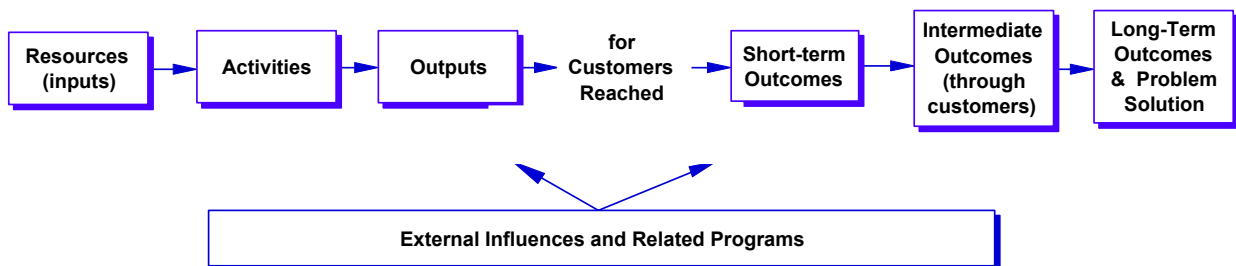 Resources
(inputs)
Activities
Outputs
for
Customers
Reached
Short-term
Outcomes
Intermediate
Outcomes
(through
customers)
Long-Term
Outcomes
& Problem
Solution
External Influences and Related Programs